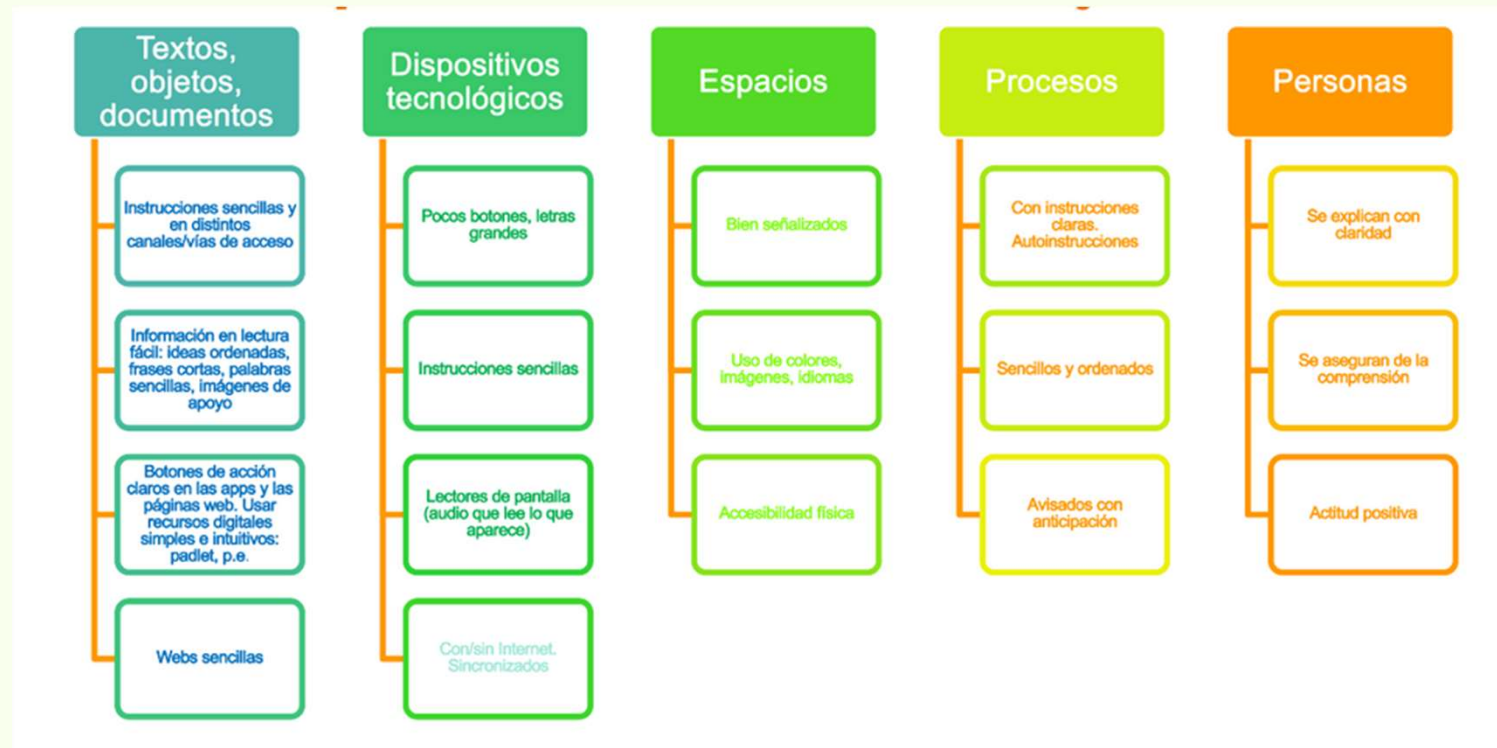 Textos,
objetos,
documentos
Instrucciones sencillas y
en distintos
canales/vías de acceso
Información en lectura
fácil: ideas ordenadas,
frases cortas, palabras
sencillas, imágenes de
apoyo
Botones de acción
claros en las apps y las
páginas web. Usar
recursos digitales
simples e intuitivos:
padlet, p.e.
Webs sencillas
Dispositivos
tecnológicos
Pocos botones, letras
grandes
Instrucciones sencillas
Lectores de pantalla
(audio que lee lo que
aparece)
Con/sin Internet.
Sincronizados
Espacios
Bien señalizados
Uso de colores,
imágenes, idiomas
Accesibilidad física
Procesos
Con instrucciones
claras.
Autoinstrucciones
Sencillos y ordenados
Avisados con
anticipación
Personas
Se explican con
claridad
Se aseguran de la
comprensión
Actitud positiva